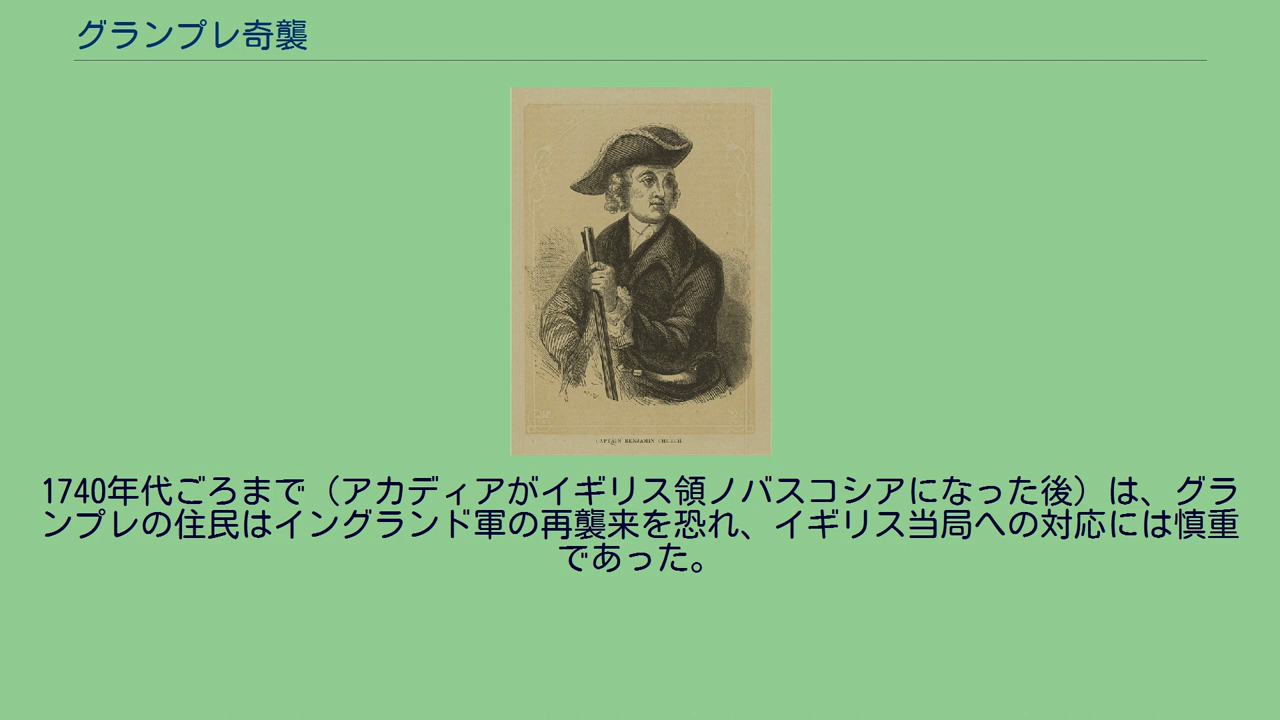 グランプレ奇襲
CAPTAIN BENJAMIN CHURCH
1740年代ごろまで（アカディアがイギリス領ノバスコシアになった後）は、グラ
ンプレの住民はイングランド軍の再襲来を恐れ、イギリス当局への対応には慎重
であった。